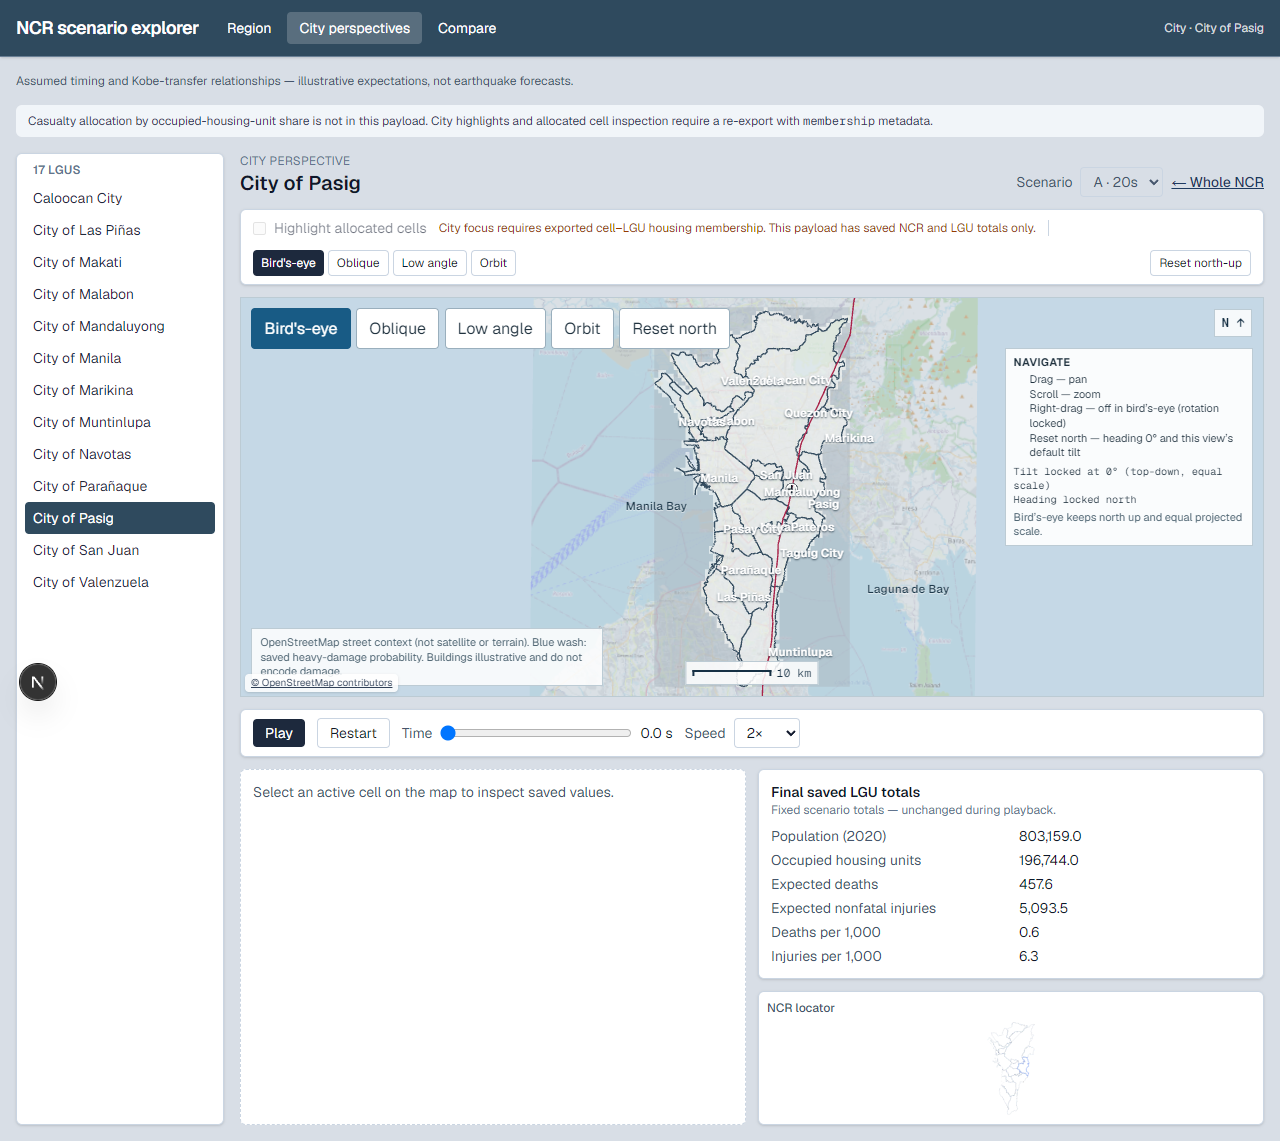 NCR scenario explorer
Region
City perspectives
Compare
City · City of Pasig
Assumed timing and Kobe-transfer relationships — illustrative expectations, not earthquake forecasts.
Casualty allocation by occupied-housing-unit share is not in this payload. City highlights and allocated cell inspection require a re-export with membership metadata.
17 LGUS
Caloocan City
City of Las Piñas
City of Makati
City of Malabon
City of Mandaluyong
City of Manila
City of Marikina
City of Muntinlupa
City of Navotas
City of Parañaque
City of Pasig
City of San Juan
City of Valenzuela
CITY PERSPECTIVE
City of Pasig
Scenario
A · 20s
← Whole NCR
Highlight allocated cells
City focus requires exported cell–LGU housing membership. This payload has saved NCR and LGU totals only.
Bird's-eye
Oblique
Low angle
Orbit
Reset north-up
Bird's-eye
Oblique
Low angle
Orbit
Reset north
N ↑
NAVIGATE
Drag — pan
Scroll — zoom
Right-drag — off in bird's-eye (rotation
locked)
Reset north — heading 0° and this view's
default tilt
Tilt locked at 0° (top-down, equal
scale)
Heading locked north
Bird's-eye keeps north up and equal projected
scale.
Quezon City
Marikina
Manila
San Juan
Mandaluyong
Pasig
Manila Bay
Pasay City
Pateros
Taguig City
Parañaque
Laguna de Bay
Las Piñas
Muntinlupa
10 km
OpenStreetMap street context (not satellite or terrain). Blue wash:
saved heavy-damage probability. Buildings illustrative and do not
encode damage.
© OpenStreetMap contributors
N
Play
Restart
Time
0.0 s
Speed
2×
Select an active cell on the map to inspect saved values.
Final saved LGU totals
Fixed scenario totals — unchanged during playback.
Population (2020) 803,159.0
Occupied housing units 196,744.0
Expected deaths 457.6
Expected nonfatal injuries 5,093.5
Deaths per 1,000 0.6
Injuries per 1,000 6.3
NCR locator